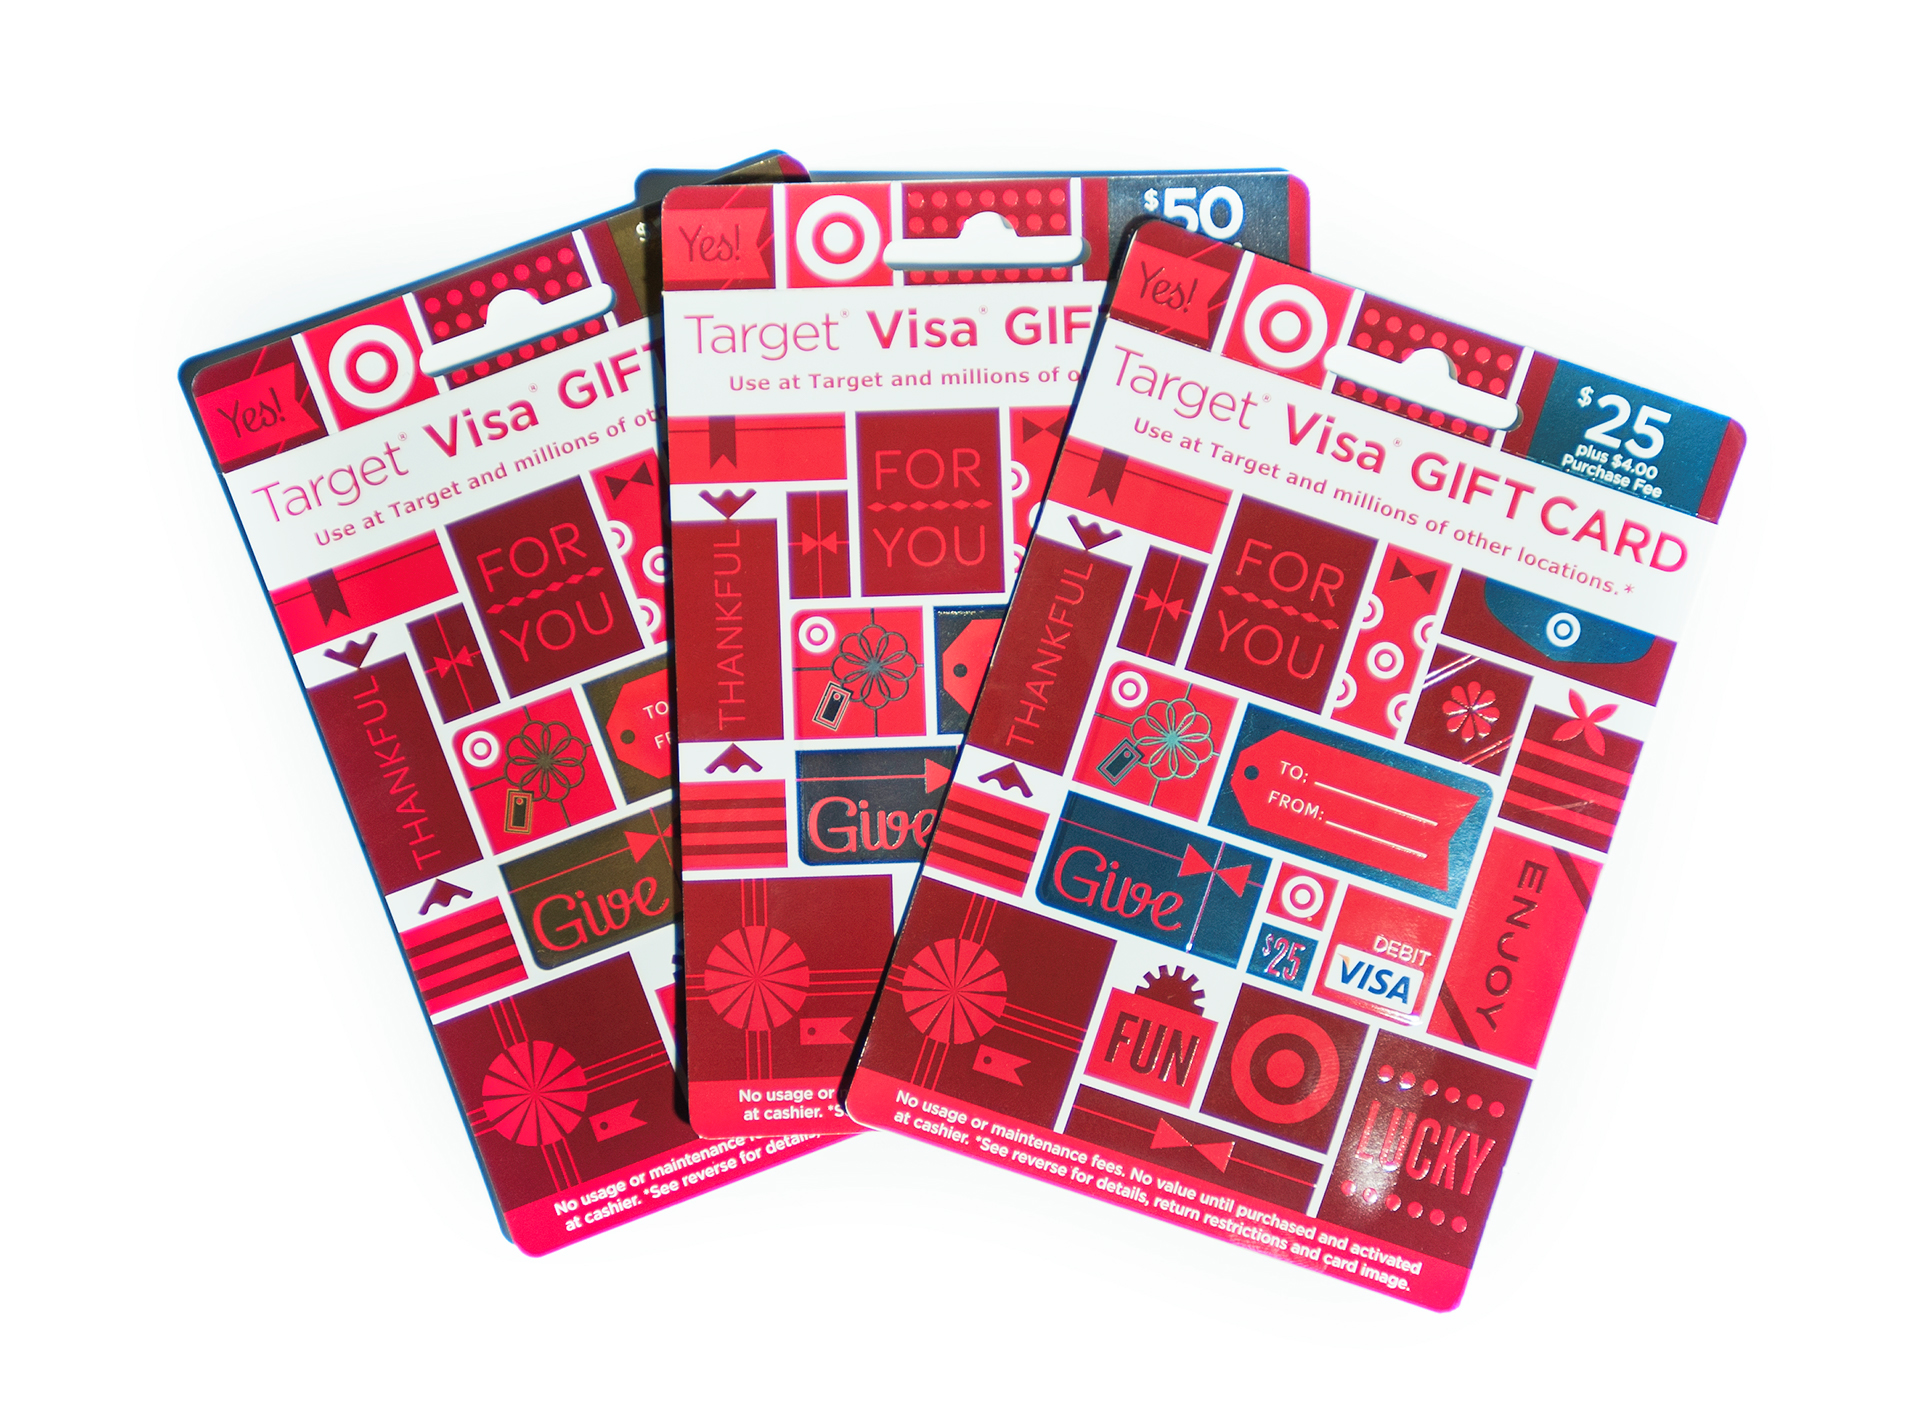 Yes!
$
Target® Visa® GIFT
Use at Target and millions of oth
FOR
YOU
THANKFUL
TO
FR
Give
No usage or maintenance
at cashier. *See reverse for details,
Yes!
$50
Target® Visa® GIF
Use at Target and millions of o
FOR
YOU
THANKFUL
Give
No usage or
at cashier. *S
Yes!
$25
plus $4.00
Purchase Fee
Target® Visa® GIFT CARD
Use at Target and millions of other locations.*
FOR
YOU
THANKFUL
TO:
FROM:
Give
ENJOY
$25
DEBIT
VISA
FUN
LUCKY
No usage or maintenance fees. No value until purchased and activated
at cashier. *See reverse for details, return restrictions and card image.